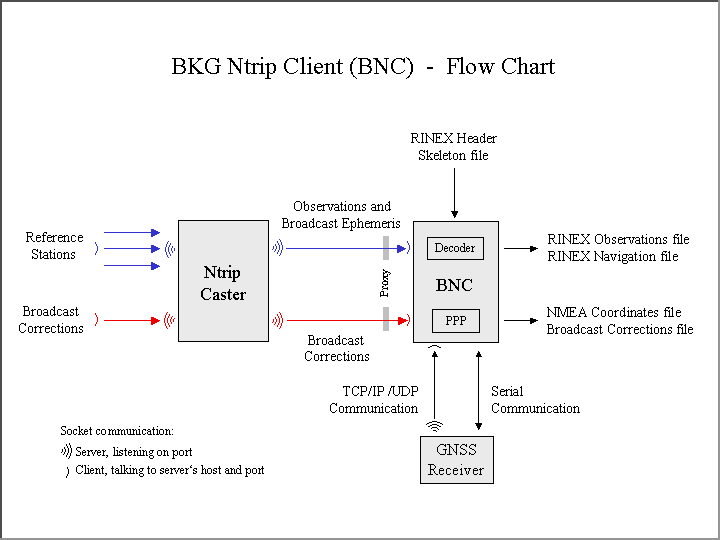 BKG Ntrip Client (BNC) - Flow Chart
RINEX Header
Skeleton file
Observations and
Broadcast Ephemeris
Reference
Stations
Ntrip
Caster
Proxy
Decoder
BNC
PPP
RINEX Observations file
RINEX Navigation file
Broadcast
Corrections
NMEA Coordinates file
Broadcast Corrections file
Broadcast
Corrections
TCP/IP /UDP
Communication
Serial
Communication
Socket communication:
Server, listening on port
Client, talking to server's host and port
GNSS
Receiver